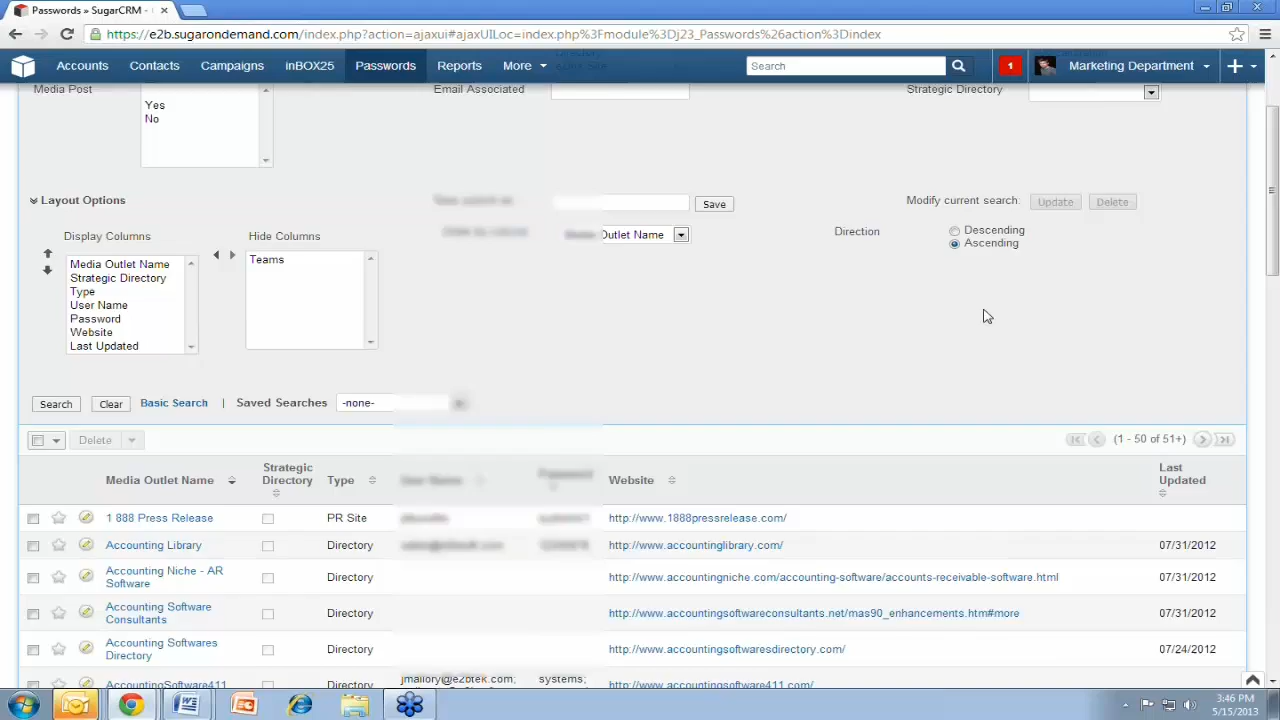 Passwords » SugarCRM -
https://e2b.sugarondemand.com/index.php?action=ajaxui#ajaxUILoc=index.php%3Fmodule%3Dj23_Passwords%26action%3Dindex
Accounts Contacts Campaigns inBOX25 Passwords Reports More Search 1 Marketing Department
Media Post Email Associated Strategic Directory
Yes
No
Layout Options Save Modify current search: Update Delete
Display Columns Hide Columns Outlet Name Direction Descending
Ascending
Media Outlet Name Teams
Strategic Directory
Type
User Name
Password
Website
Last Updated
Search Clear Basic Search | Saved Searches -none-
Delete (1 - 50 of 51+)
Media Outlet Name Strategic Directory Type User Name Password Website Last Updated
1 888 Press Release PR Site http://www.1888pressrelease.com/
Accounting Library Directory http://www.accountinglibrary.com/ 07/31/2012
Accounting Niche - AR Software Directory http://www.accountingniche.com/accounting-software/accounts-receivable-software.html 07/31/2012
Accounting Software Consultants Directory http://www.accountingsoftwareconsultants.net/mas90_enhancements.htm#more 07/31/2012
Accounting Softwares Directory Directory http://www.accountingsoftwaresdirectory.com/ 07/24/2012
AccountingSoftware411 jmallory@e2btek.com; systems; http://www.accountingsoftware411.com/
3:46 PM
5/15/2013